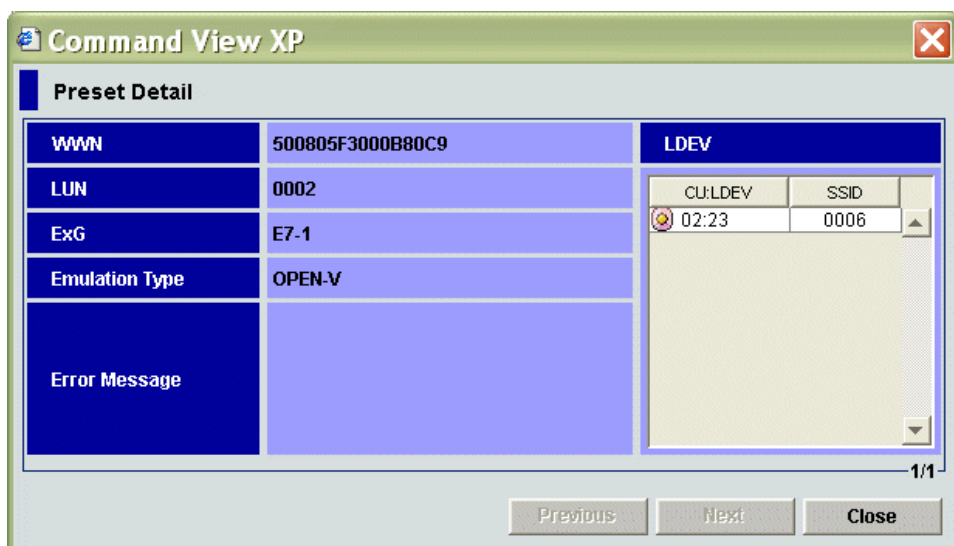 Command View XP
Preset Detail
WWN 500805F3000B80C9
LUN 0002
ExG E7-1
Emulation Type OPEN-V
Error Message
LDEV
CU:LDEV SSID
02:23 0006
1/1
Previous Next Close